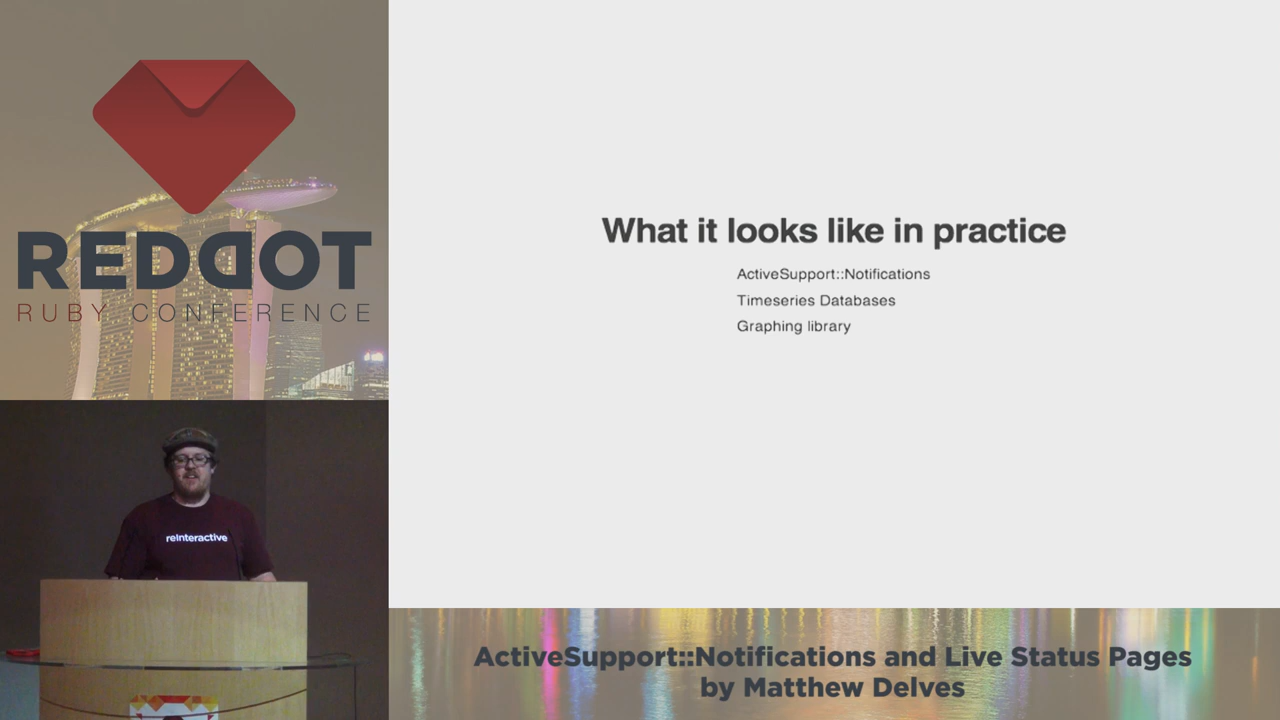 REDDOT
RUBY CONFERENCE
reinteractive
What it looks like in practice
ActiveSupport::Notifications
Timeseries Databases
Graphing library
ActiveSupport::Notifications and Live Status Pages
by Matthew Delves